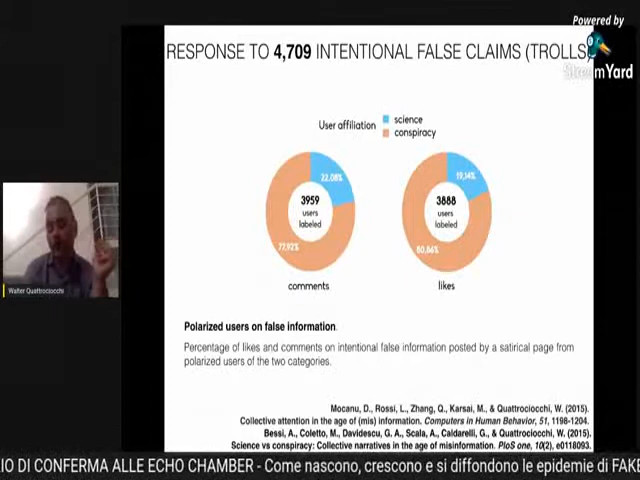 Powered by
StreamYard
RESPONSE TO 4,709 INTENTIONAL FALSE CLAIMS (TROLLS)
User affiliation
science
conspiracy
22,08%
3959
users
labeled
77,92%
19,14%
3888
users
labeled
80,86%
comments
likes
Walter Quattrociocchi
Polarized users on false information.
Percentage of likes and comments on intentional false information posted by a satirical page from
polarized users of the two categories.
Mocanu, D., Rossi, L., Zhang, Q., Karsai, M., & Quattrociocchi, W. (2015).
Collective attention in the age of (mis) information. Computers in Human Behavior, 51, 1198-1204.
Bessi, A., Coletto, M., Davidescu, G. A., Scala, A., Caldarelli, G., & Quattrociocchi, W. (2015).
Science vs conspiracy: Collective narratives in the age of misinformation. PloS one, 10(2), e0118093.
IO DI CONFERMA ALLE ECHO CHAMBER - Come nascono, crescono e si diffondono le epidemie di FAKE